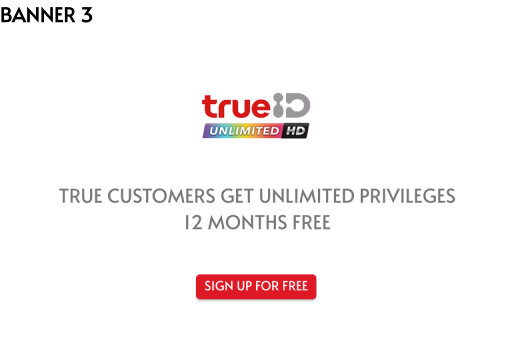 BANNER 3
trueiD
UNLIMITED HD
TRUE CUSTOMERS GET UNLIMITED PRIVILEGES
12 MONTHS FREE
SIGN UP FOR FREE